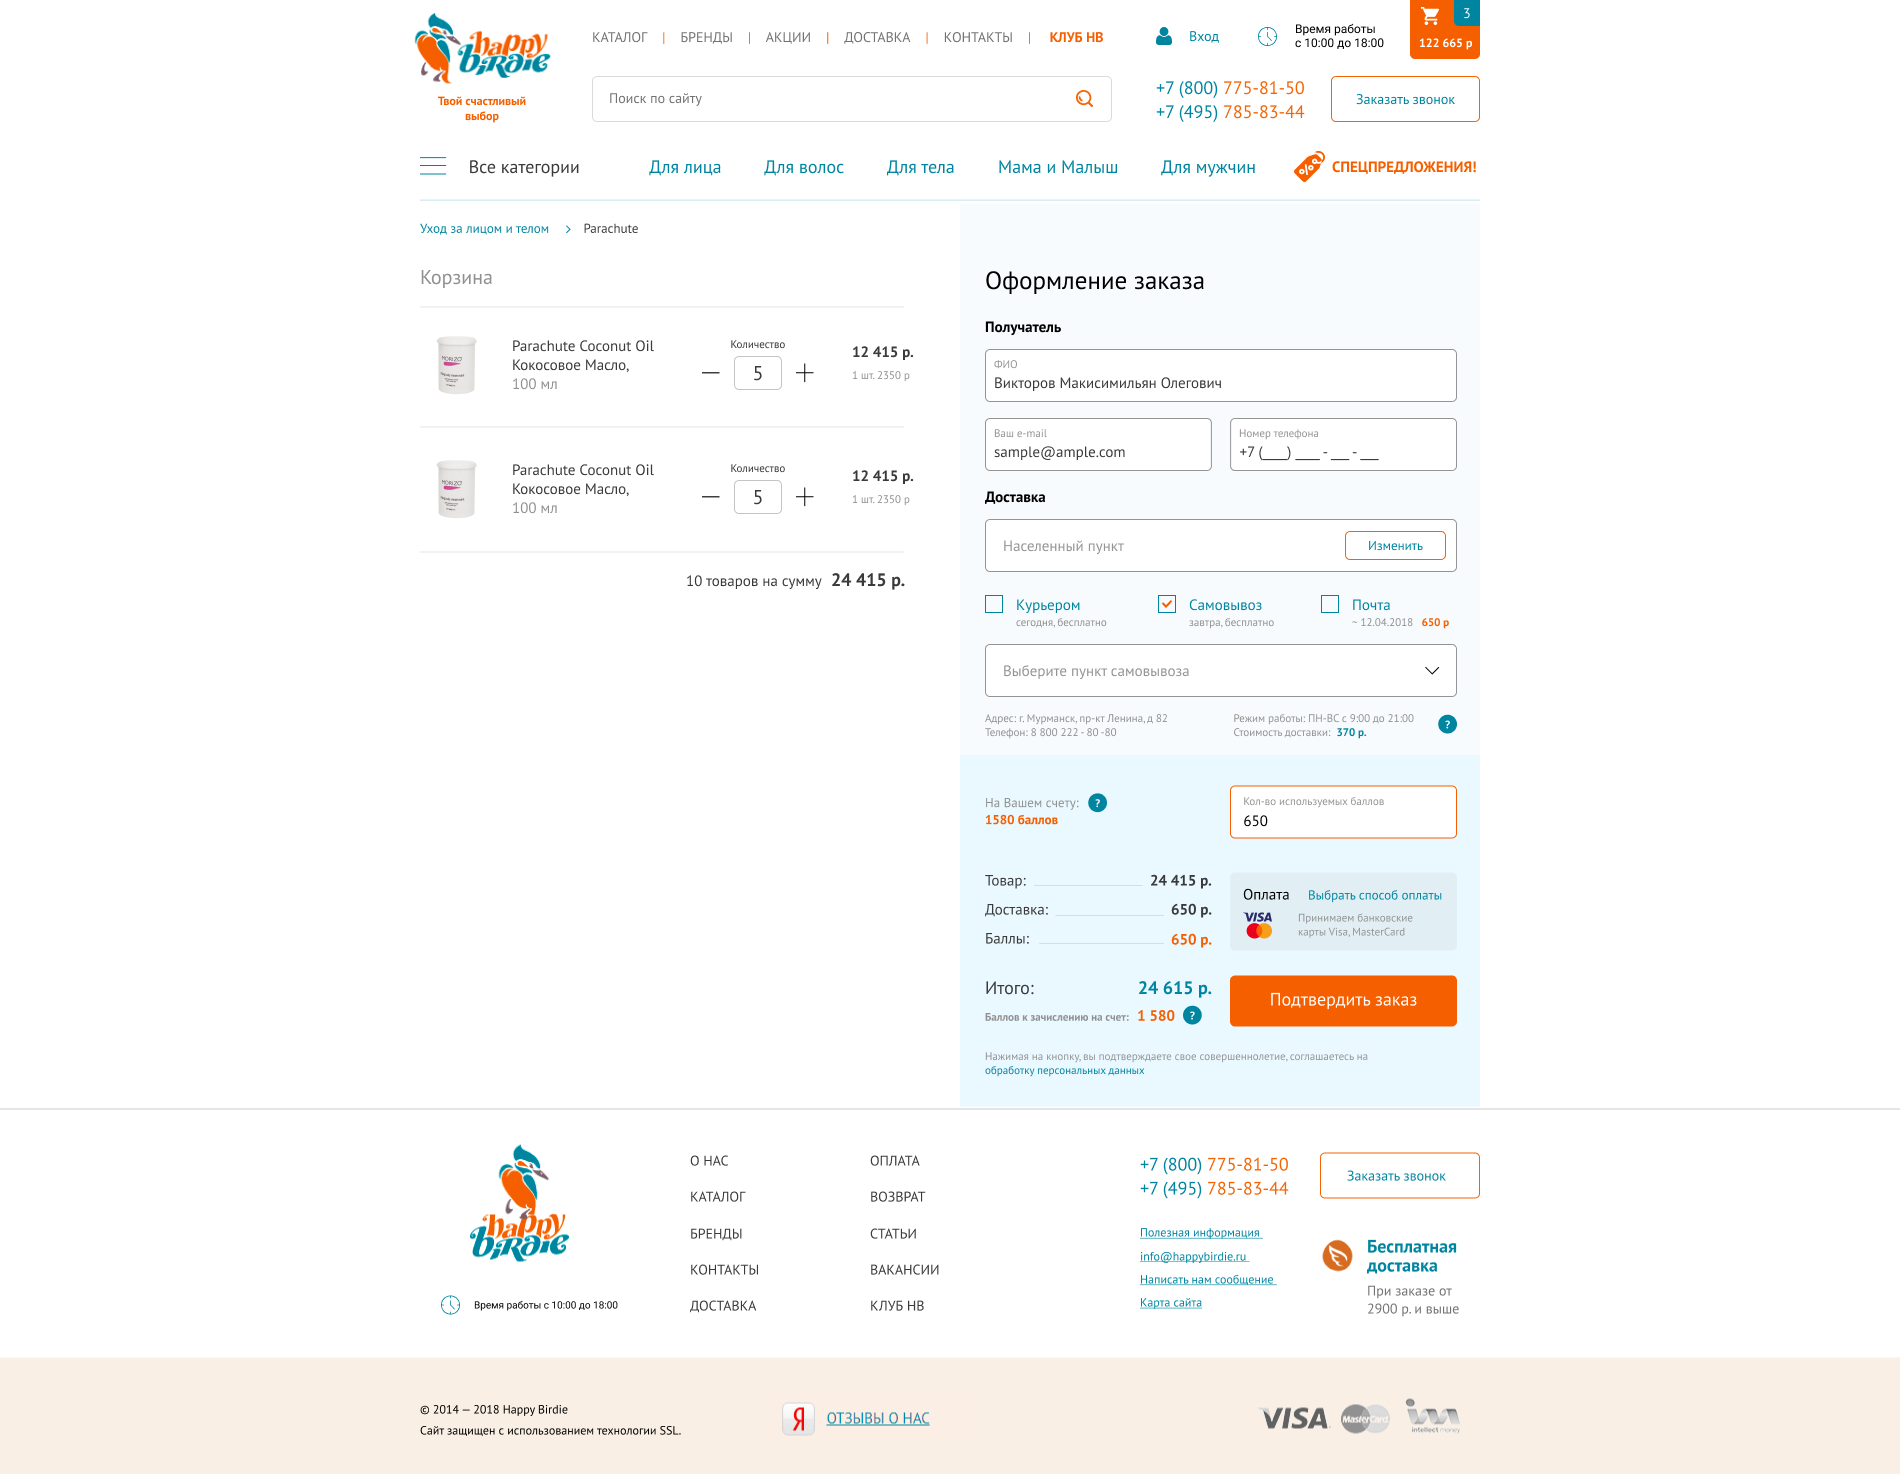 happy
birdie
Твой счастливый
выбор
КАТАЛОГ | БРЕНДЫ | АКЦИИ | ДОСТАВКА | КОНТАКТЫ | КЛУБ HB
Вход
Время работы
с 10:00 до 18:00
3
122 665 р
Поиск по сайту
+7 (800) 775-81-50
+7 (495) 785-83-44
Заказать звонок
Все категории
Для лица
Для волос
Для тела
Мама и Малыш
Для мужчин
СПЕЦПРЕДЛОЖЕНИЯ!
Уход за лицом и телом > Parachute
Корзина
Parachute Coconut Oil
Кокосовое Масло,
100 мл
Количество
5
12 415 р.
1 шт. 2350 р
Parachute Coconut Oil
Кокосовое Масло,
100 мл
Количество
5
12 415 р.
1 шт. 2350 р
10 товаров на сумму 24 415 р.
Оформление заказа
Получатель
ФИО
Викторов Макисимильян Олегович
Ваш e-mail
sample@ample.com
Номер телефона
+7 (___) ___ - __ - __
Доставка
Населенный пункт
Изменить
Курьером
сегодня, бесплатно
Самовывоз
завтра, бесплатно
Почта
~ 12.04.2018 650 р
Выберите пункт самовывоза
Адрес: г. Мурманск, пр-кт Ленина, д 82
Телефон: 8 800 222 - 80 -80
Режим работы: ПН-ВС с 9:00 до 21:00
Стоимость доставки: 370 р.
?
На Вашем счету: ?
1580 баллов
Кол-во используемых баллов
650
Товар: 24 415 р.
Доставка: 650 р.
Баллы: 650 р.
Оплата Выбрать способ оплаты
VISA
Принимаем банковские
карты Visa, MasterCard
Итого: 24 615 р.
Баллов к зачислению на счет: 1 580 ?
Подтвердить заказ
Нажимая на кнопку, вы подтверждаете свое совершеннолетие, соглашаетесь на
обработку персональных данных
happy
birdie
Время работы с 10:00 до 18:00
О НАС
КАТАЛОГ
БРЕНДЫ
КОНТАКТЫ
ДОСТАВКА
ОПЛАТА
ВОЗВРАТ
СТАТЬИ
ВАКАНСИИ
КЛУБ HB
+7 (800) 775-81-50
+7 (495) 785-83-44
Заказать звонок
Полезная информация
info@happybirdie.ru
Написать нам сообщение
Карта сайта
Бесплатная
доставка
При заказе от
2900 р. и выше
© 2014 — 2018 Happy Birdie
Сайт защищен с использованием технологии SSL.
Я
ОТЗЫВЫ О НАС
VISA
MasterCard
im
intellect money